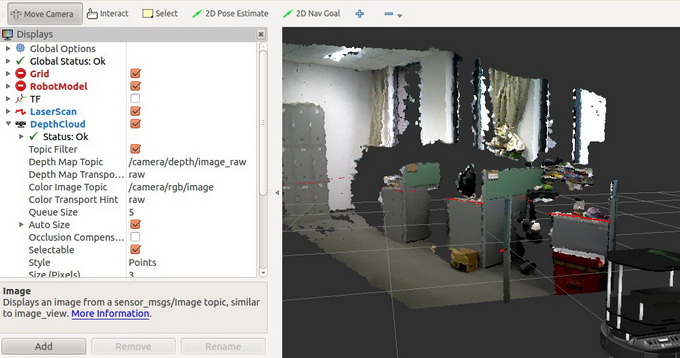 Move Camera Interact Select 2D Pose Estimate 2D Nav Goal
Displays
Global Options
Global Status: Ok
Grid
RobotModel
TF
LaserScan
DepthCloud
Status: Ok
Topic Filter
Depth Map Topic /camera/depth/image_raw
Depth Map Transpo... raw
Color Image Topic /camera/rgb/image
Color Transport Hint raw
Queue Size 5
Auto Size
Occlusion Compens...
Selectable
Style Points
Size (Pixels) 3
Image
Displays an image from a sensor_msgs/Image topic, similar
to image_view. More Information.
Add Remove Rename